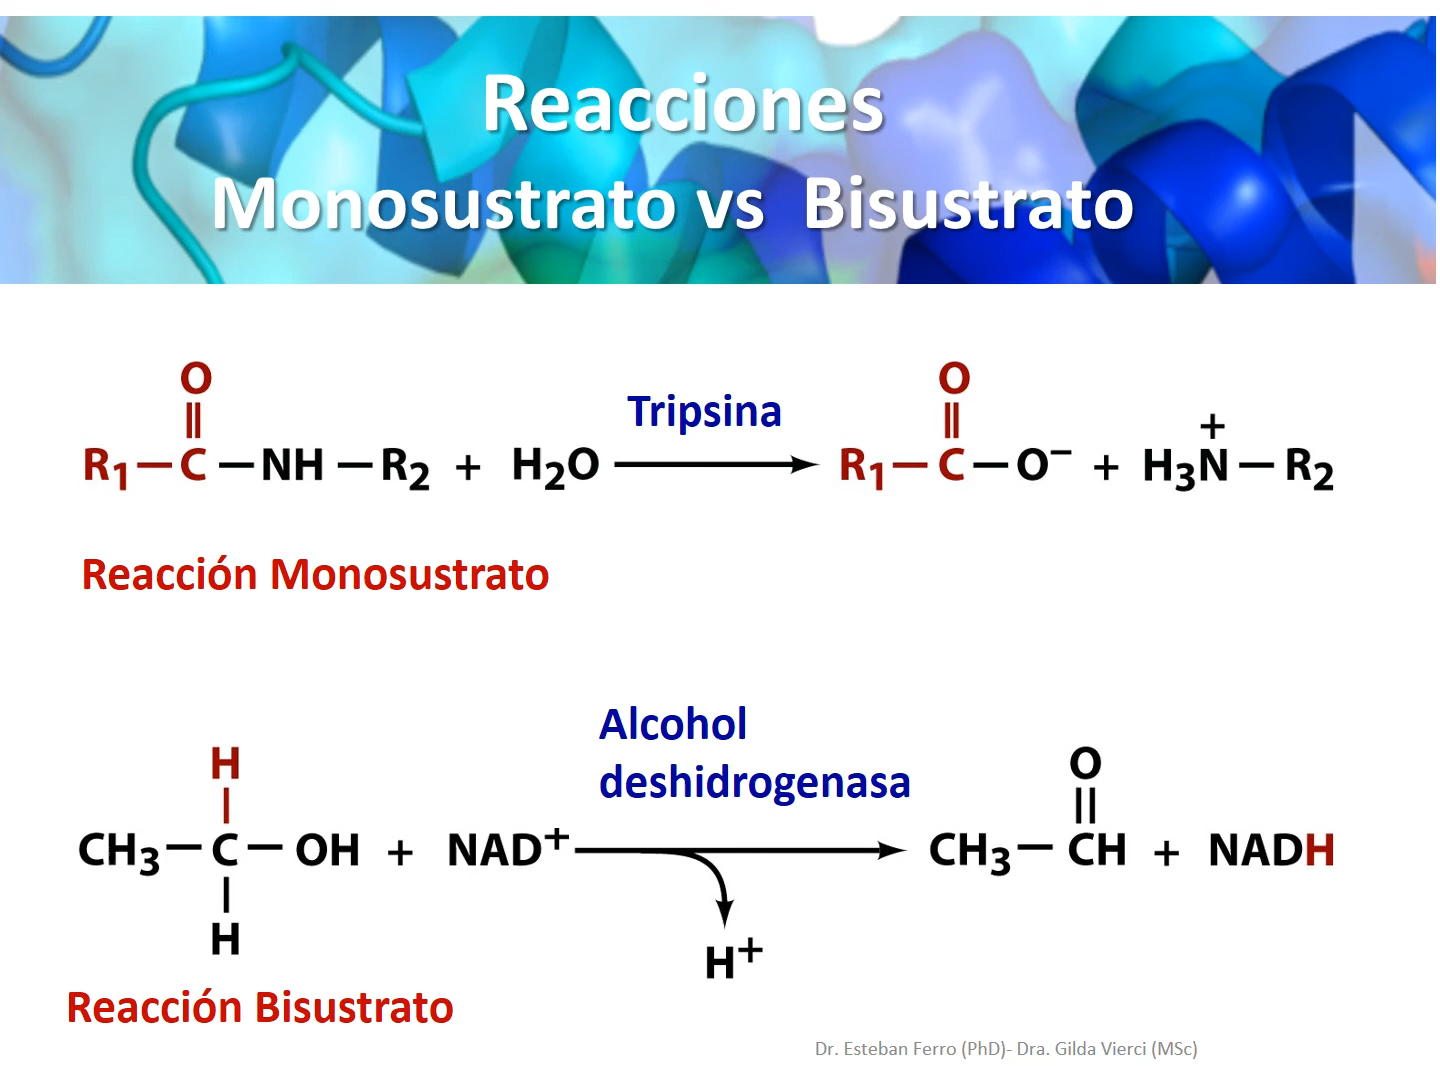 Reacciones
Monosustrato vs Bisustrato
O
||
R₁—C—NH—R₂ + H₂O
Tripsina
O
||
R₁—C—O⁻ + H₃N⁺—R₂
Reacción Monosustrato
Alcohol
deshidrogenasa
H
|
CH₃—C—OH + NAD⁺
|
H
H⁺
O
||
CH₃—CH + NADH
Reacción Bisustrato
Dr. Esteban Ferro (PhD)- Dra. Gilda Vierci (MSc)